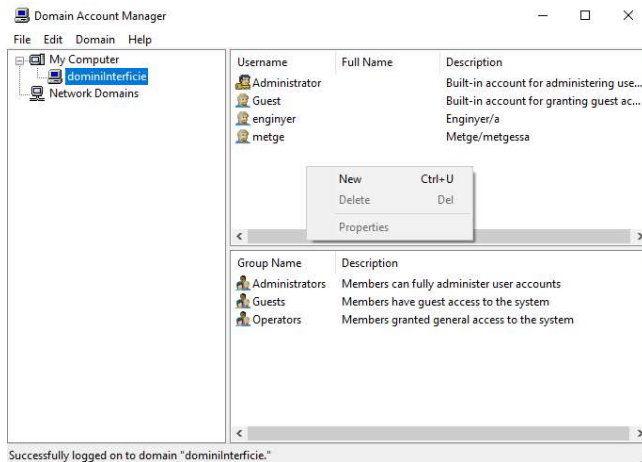 Domain Account Manager
File Edit Domain Help
My Computer
dominiInterficie
Network Domains
Username Full Name Description
Administrator Built-in account for administering use...
Guest Built-in account for granting guest ac...
enginyer Enginyer/a
metge Metge/metgessa
New Ctrl+U
Delete Del
Properties
Group Name Description
Administrators Members can fully administer user accounts
Guests Members have guest access to the system
Operators Members granted general access to the system
Successfully logged on to domain "dominiInterficie."